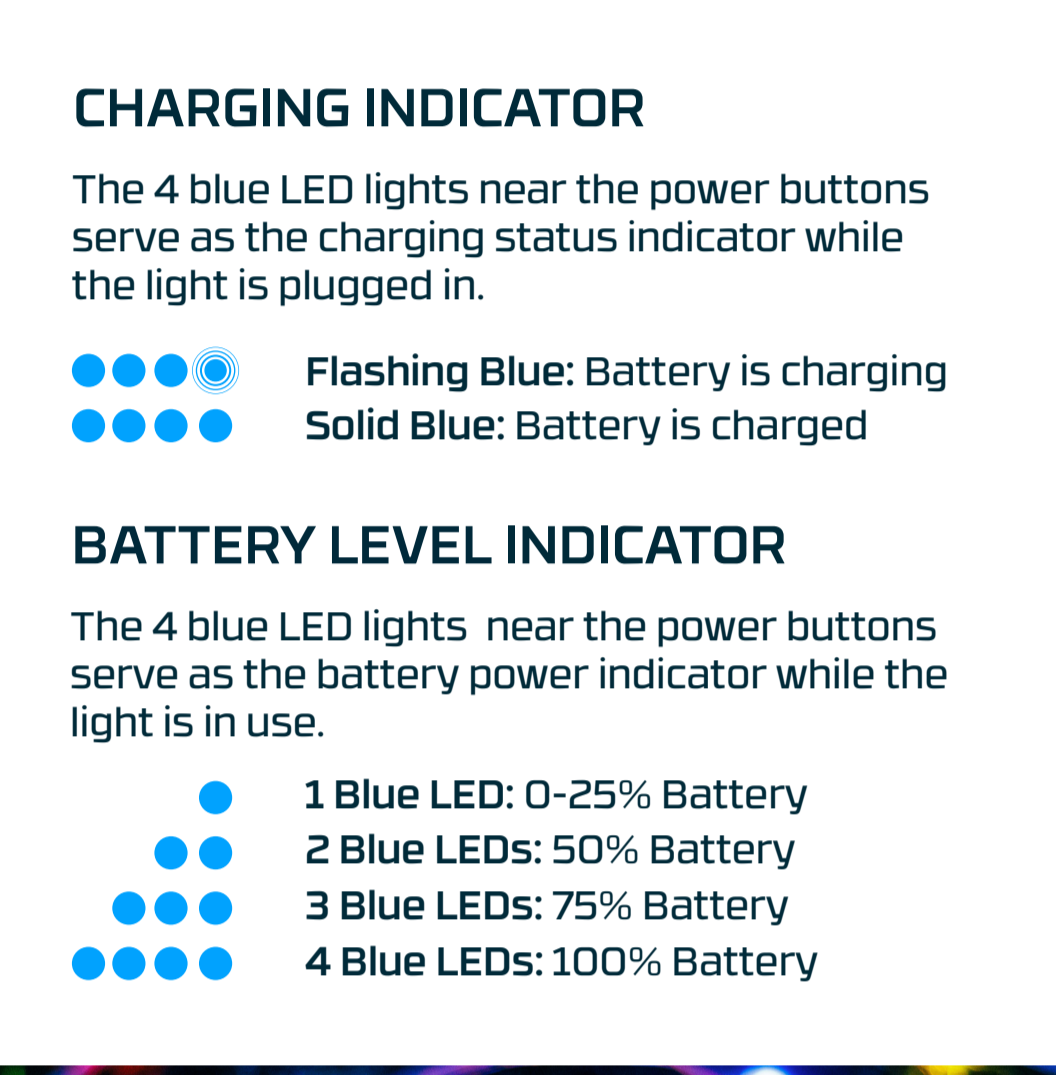 CHARGING INDICATOR
The 4 blue LED lights near the power buttons
serve as the charging status indicator while
the light is plugged in.
Flashing Blue: Battery is charging
Solid Blue: Battery is charged
BATTERY LEVEL INDICATOR
The 4 blue LED lights  near the power buttons
serve as the battery power indicator while the
light is in use.
1 Blue LED: 0-25% Battery
2 Blue LEDs: 50% Battery
3 Blue LEDs: 75% Battery
4 Blue LEDs: 100% Battery